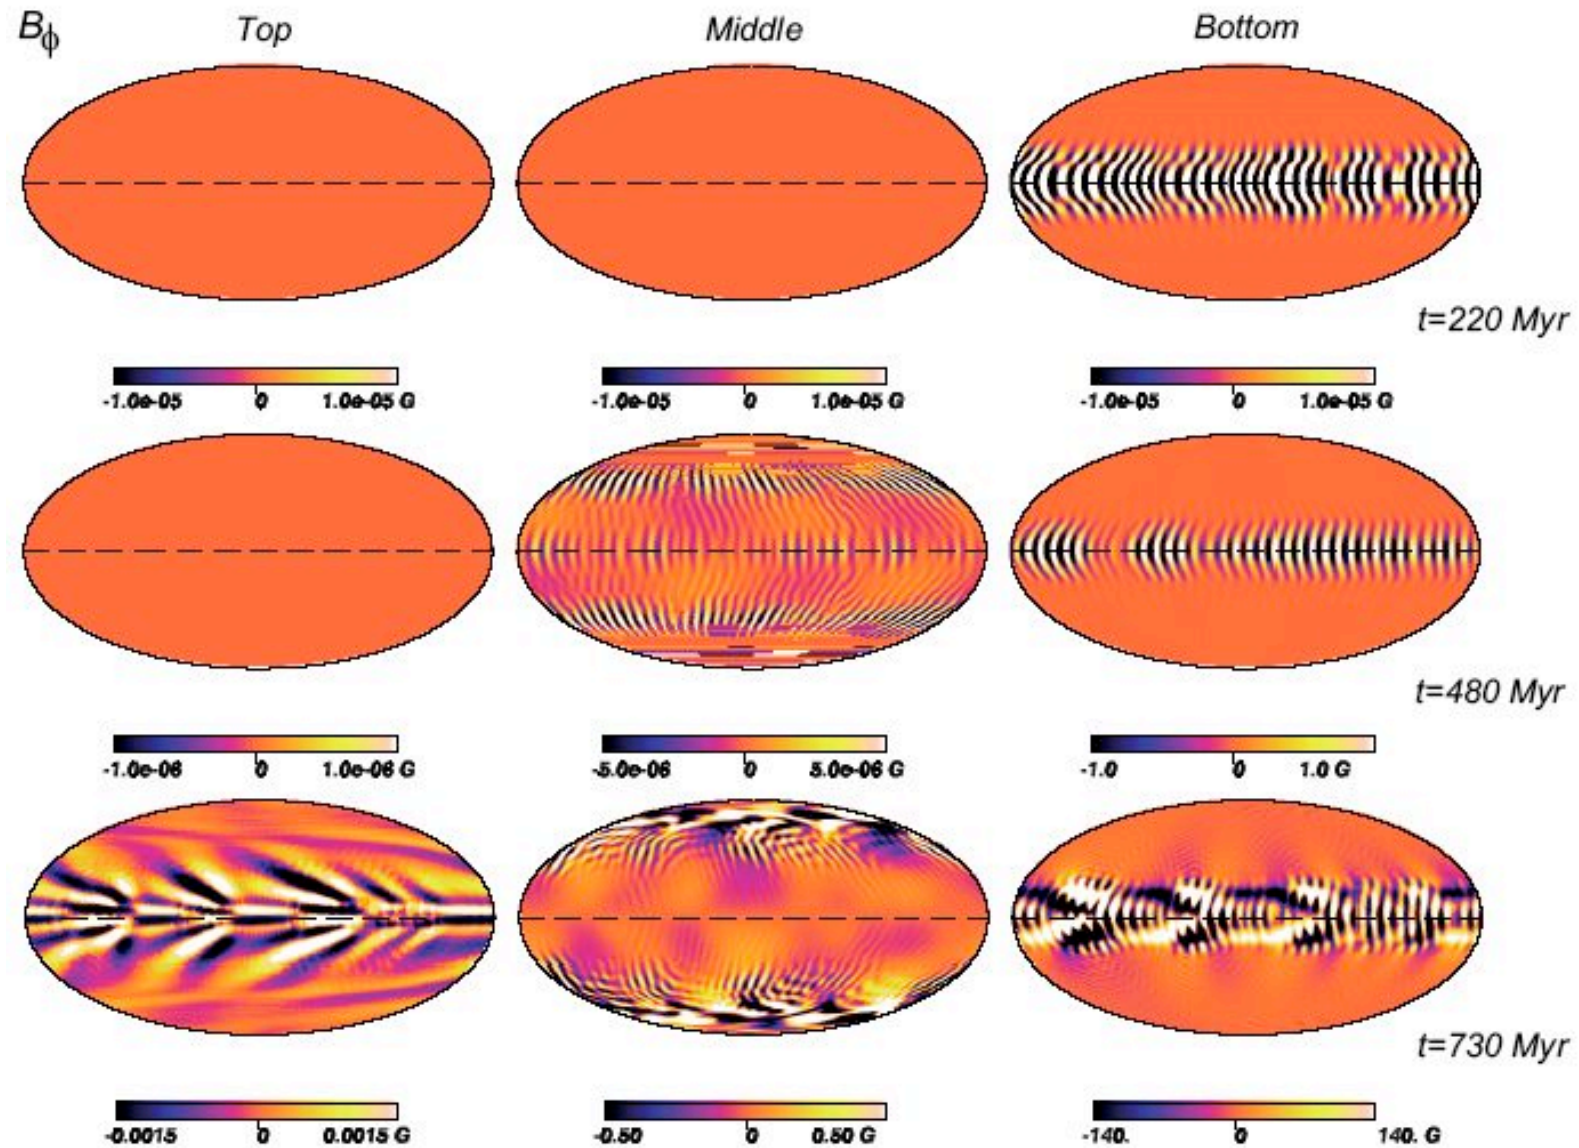 Bϕ Top Middle Bottom
t=220 Myr
-1.0e-05 0 1.0e-05 G -1.0e-05 0 1.0e-05 G -1.0e-05 0 1.0e-05 G
t=480 Myr
-1.0e-06 0 1.0e-06 G -5.0e-06 0 5.0e-06 G -1.0 0 1.0 G
t=730 Myr
-0.0015 0 0.0015 G -0.50 0 0.50 G -140. 0 140. G